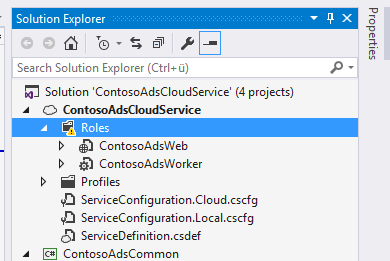 Solution Explorer
Properties
Search Solution Explorer (Ctrl+ü)
Solution 'ContosoAdsCloudService' (4 projects)
ContosoAdsCloudService
Roles
ContosoAdsWeb
ContosoAdsWorker
Profiles
ServiceConfiguration.Cloud.cscfg
ServiceConfiguration.Local.cscfg
ServiceDefinition.csdef
C# ContosoAdsCommon